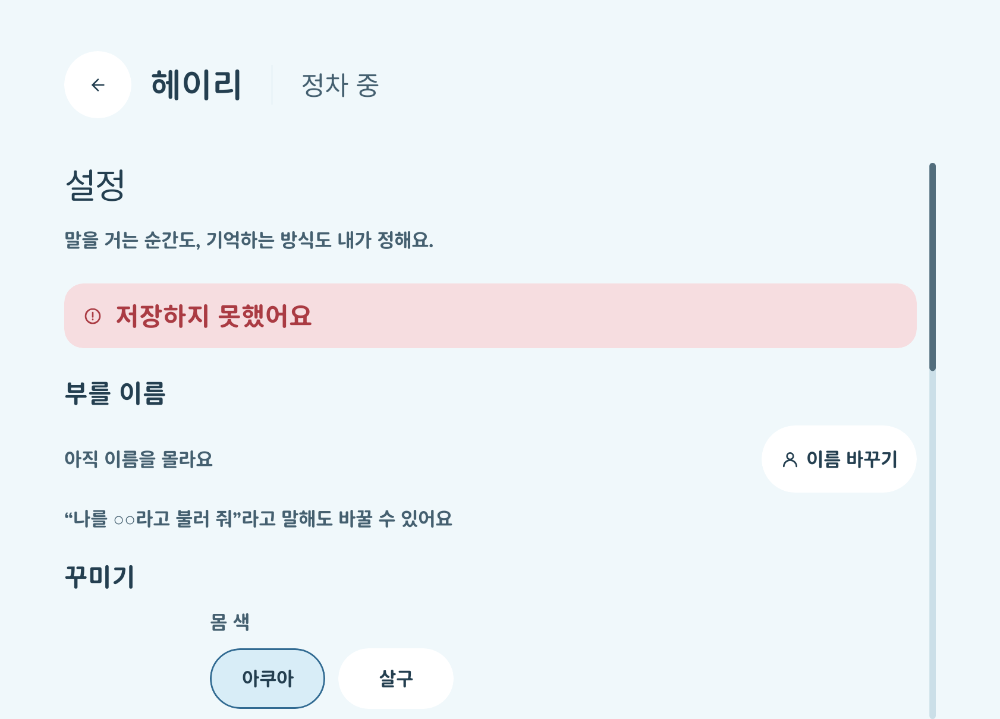 헤이리
정차 중
설정
말을 거는 순간도, 기억하는 방식도 내가 정해요.
저장하지 못했어요
부를 이름
아직 이름을 몰라요
이름 바꾸기
“나를 ○○라고 불러 줘”라고 말해도 바꿀 수 있어요
꾸미기
몸 색
아쿠아
살구